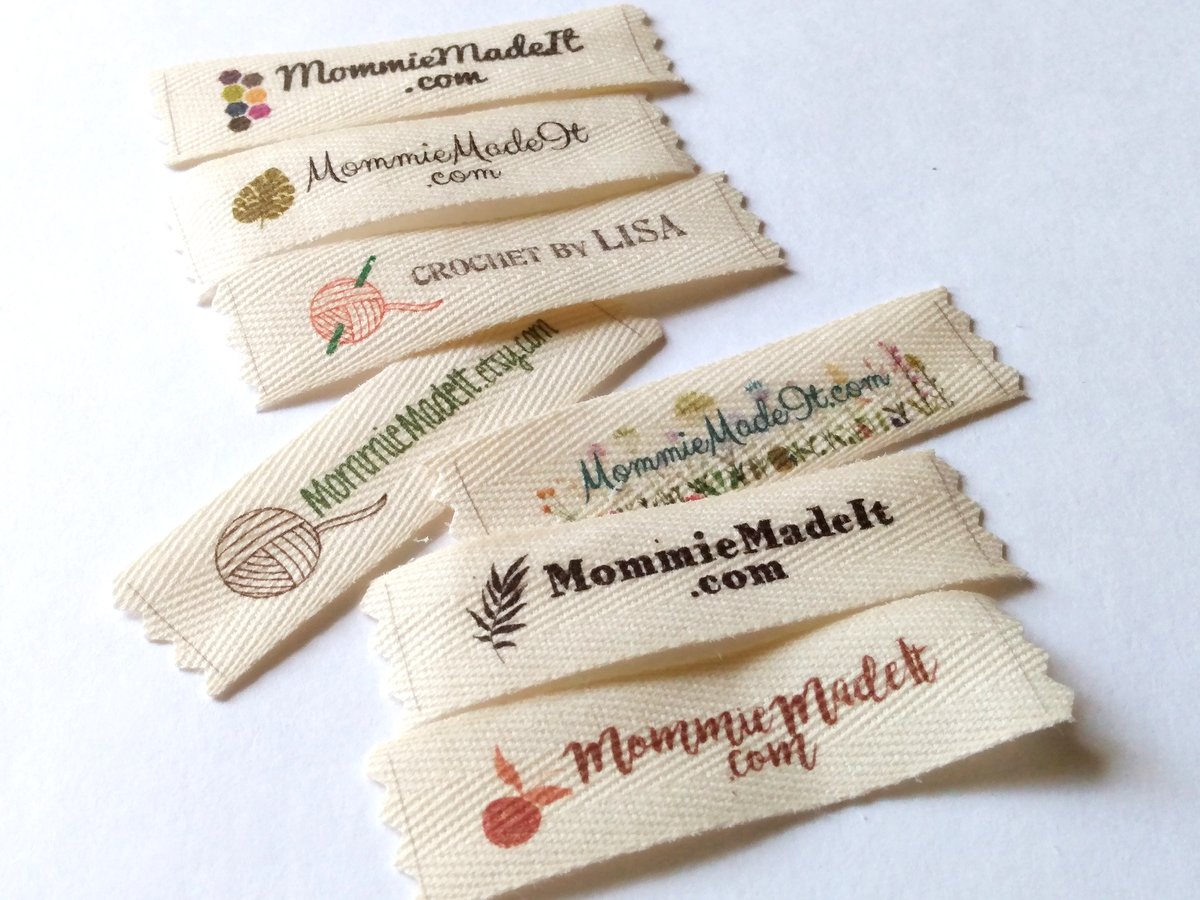 MommieMadeIt
.com
MommieMadeIt
.com
CROCHET BY LISA
MommieMadeIt.etsy.com
MommieMadeIt.com
MommieMadeIt
.com
MommieMadeIt
.com